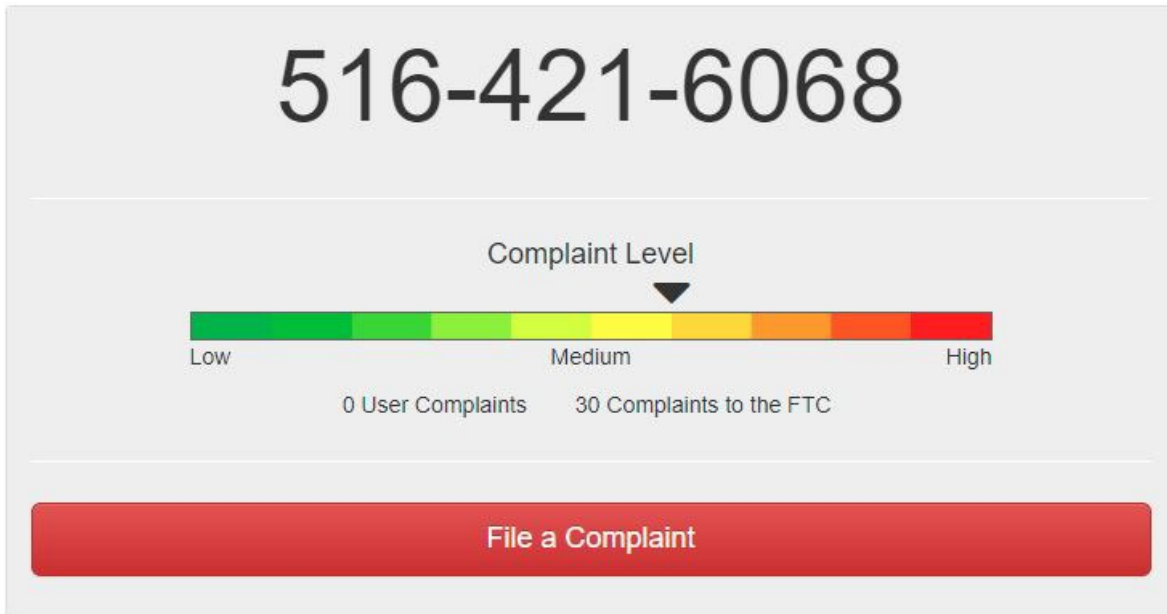 516-421-6068
Complaint Level
Low Medium High
0 User Complaints 30 Complaints to the FTC
File a Complaint